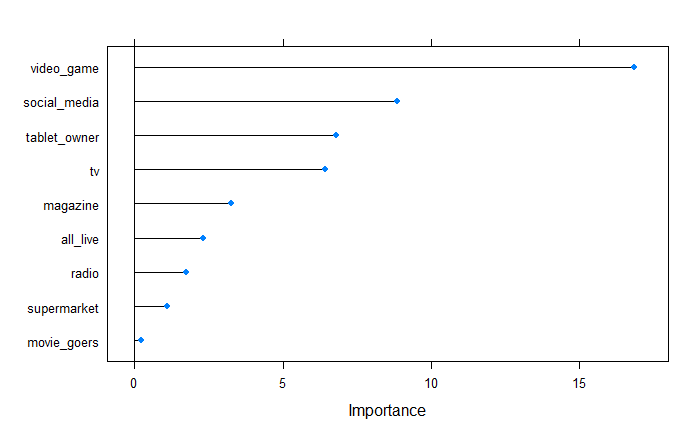 video_game
social_media
tablet_owner
tv
magazine
all_live
radio
supermarket
movie_goers
0 5 10 15
Importance